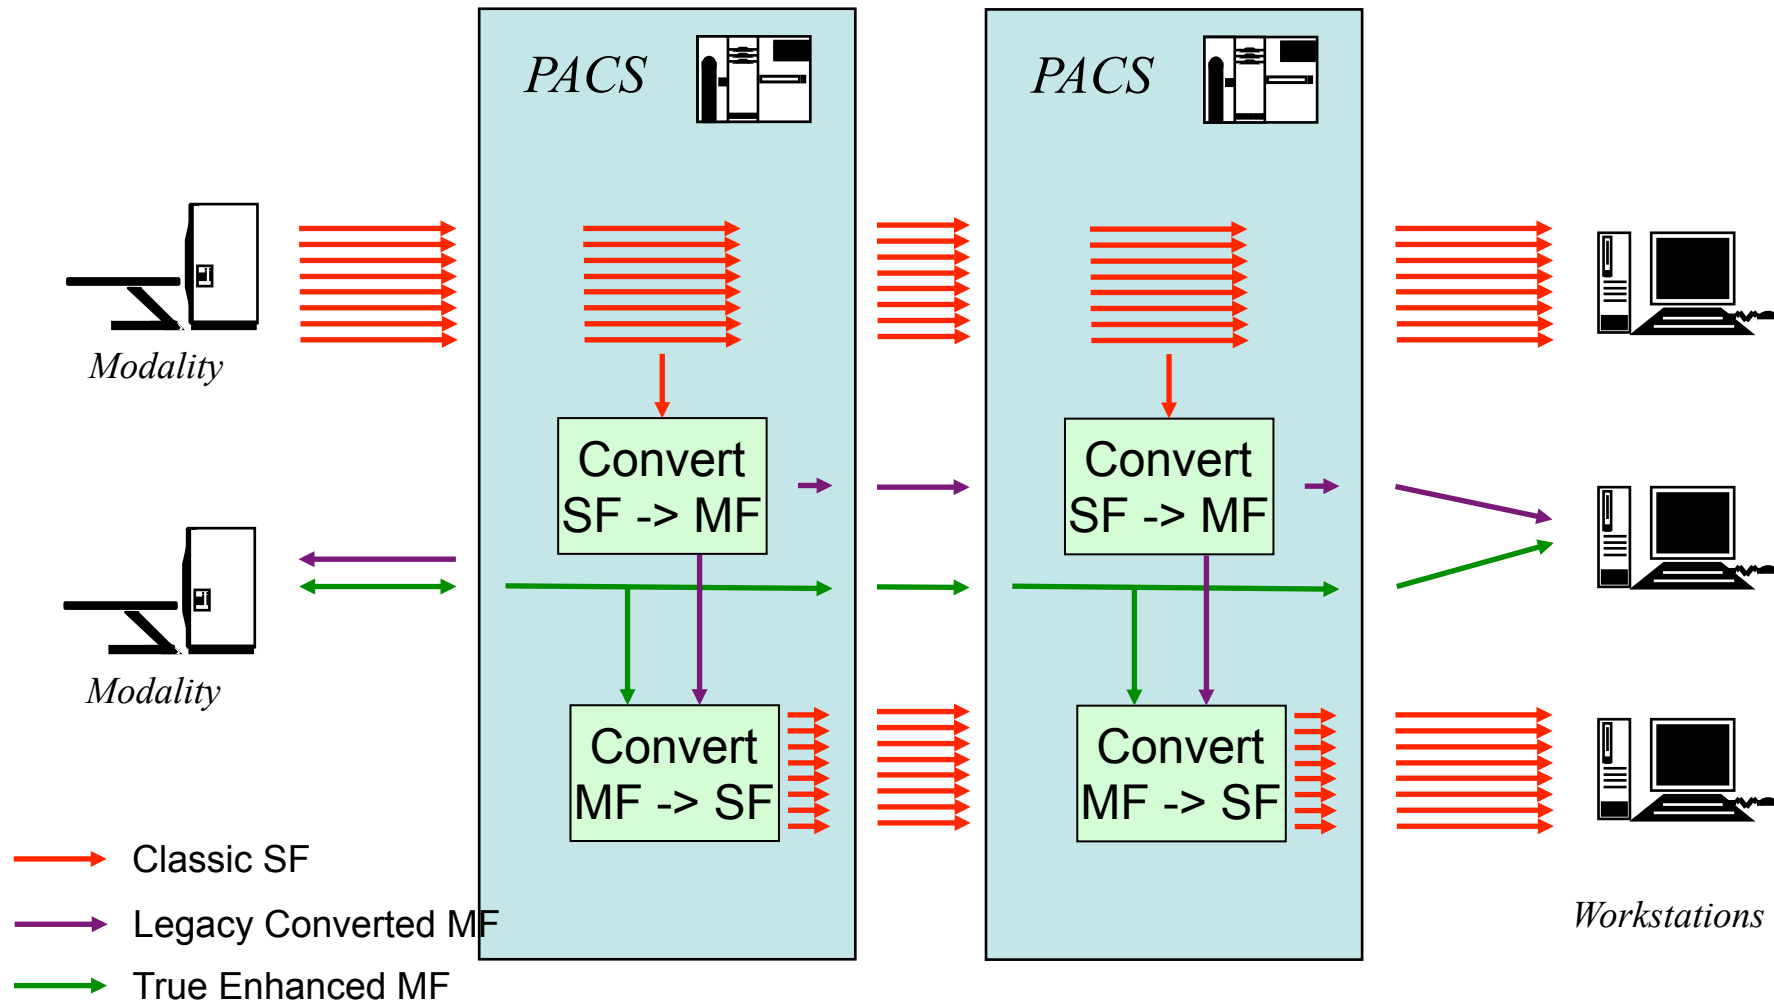 PACS
PACS
Modality
Convert
SF -> MF
Convert
SF -> MF
Modality
Convert
MF -> SF
Convert
MF -> SF
Classic SF
Legacy Converted MF
True Enhanced MF
Workstations